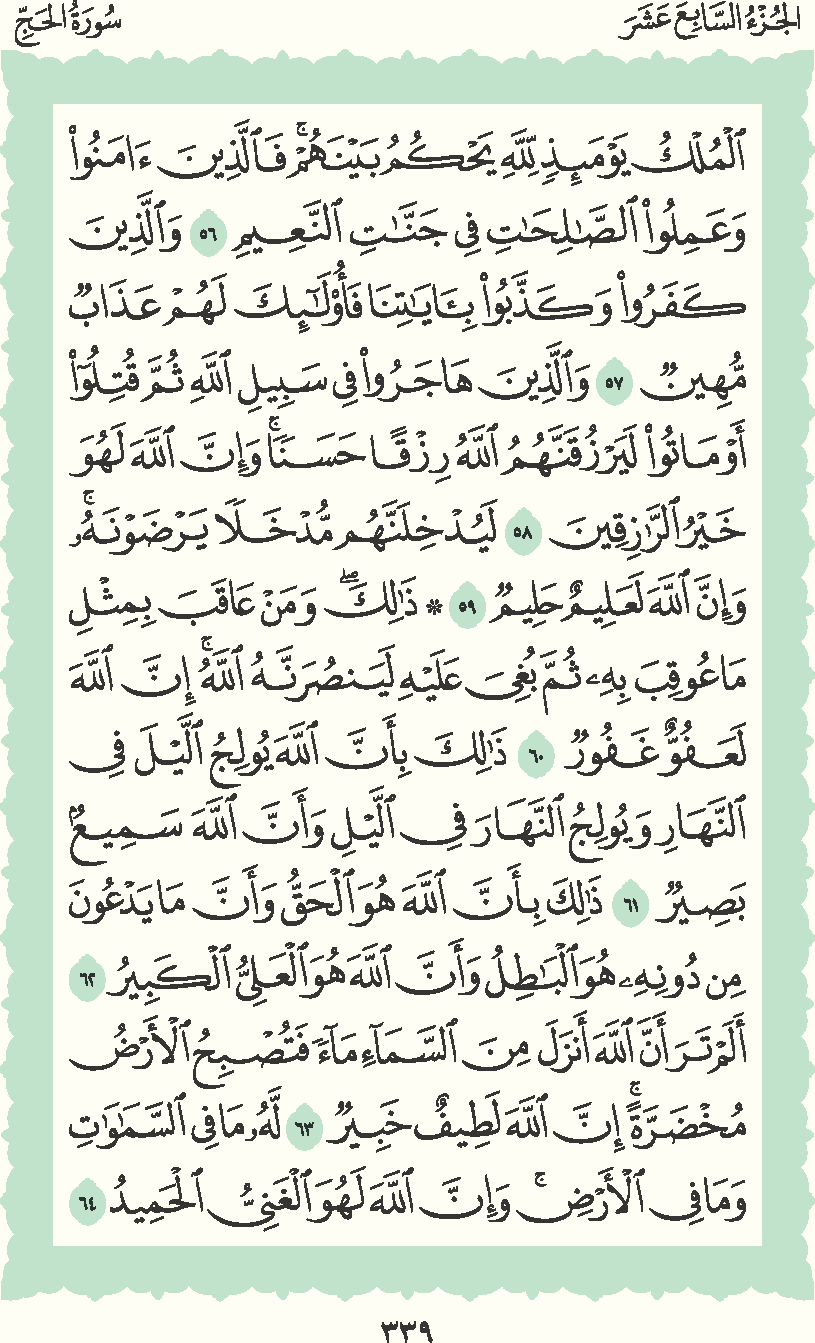 الجُزْءُ السَّابِعَ عَشَرَ
سُورَةُ الحَجِّ
ٱلْمُلْكُ يَوْمَئِذٍ لِّلَّهِ يَحْكُمُ بَيْنَهُمْۚ فَٱلَّذِينَ ءَامَنُوا۟
وَعَمِلُوا۟ ٱلصَّٰلِحَٰتِ فِى جَنَّٰتِ ٱلنَّعِيمِ ٥٦ وَٱلَّذِينَ
كَفَرُوا۟ وَكَذَّبُوا۟ بِـَٔايَٰتِنَا فَأُو۟لَٰٓئِكَ لَهُمْ عَذَابٌ
مُّهِينٌ ٥٧ وَٱلَّذِينَ هَاجَرُوا۟ فِى سَبِيلِ ٱللَّهِ ثُمَّ قُتِلُوٓا۟
أَوْ مَاتُوا۟ لَيَرْزُقَنَّهُمُ ٱللَّهُ رِزْقًا حَسَنًاۚ وَإِنَّ ٱللَّهَ لَهُوَ
خَيْرُ ٱلرَّٰزِقِينَ ٥٨ لَيُدْخِلَنَّهُم مُّدْخَلًا يَرْضَوْنَهُۥۚ
وَإِنَّ ٱللَّهَ لَعَلِيمٌ حَلِيمٌ ٥٩ ۞ ذَٰلِكَۖ وَمَنْ عَاقَبَ بِمِثْلِ
مَا عُوقِبَ بِهِۦ ثُمَّ بُغِىَ عَلَيْهِ لَيَنصُرَنَّهُ ٱللَّهُۚ إِنَّ ٱللَّهَ
لَعَفُوٌّ غَفُورٌ ٦٠ ذَٰلِكَ بِأَنَّ ٱللَّهَ يُولِجُ ٱلَّيْلَ فِى
ٱلنَّهَارِ وَيُولِجُ ٱلنَّهَارَ فِى ٱلَّيْلِ وَأَنَّ ٱللَّهَ سَمِيعٌۢ
بَصِيرٌ ٦١ ذَٰلِكَ بِأَنَّ ٱللَّهَ هُوَ ٱلْحَقُّ وَأَنَّ مَا يَدْعُونَ
مِن دُونِهِۦ هُوَ ٱلْبَٰطِلُ وَأَنَّ ٱللَّهَ هُوَ ٱلْعَلِىُّ ٱلْكَبِيرُ ٦٢
أَلَمْ تَرَ أَنَّ ٱللَّهَ أَنزَلَ مِنَ ٱلسَّمَآءِ مَآءً فَتُصْبِحُ ٱلْأَرْضُ
مُخْضَرَّةًۚ إِنَّ ٱللَّهَ لَطِيفٌ خَبِيرٌ ٦٣ لَّهُۥ مَا فِى ٱلسَّمَٰوَٰتِ
وَمَا فِى ٱلْأَرْضِۚ وَإِنَّ ٱللَّهَ لَهُوَ ٱلْغَنِىُّ ٱلْحَمِيدُ ٦٤
٣٣٩